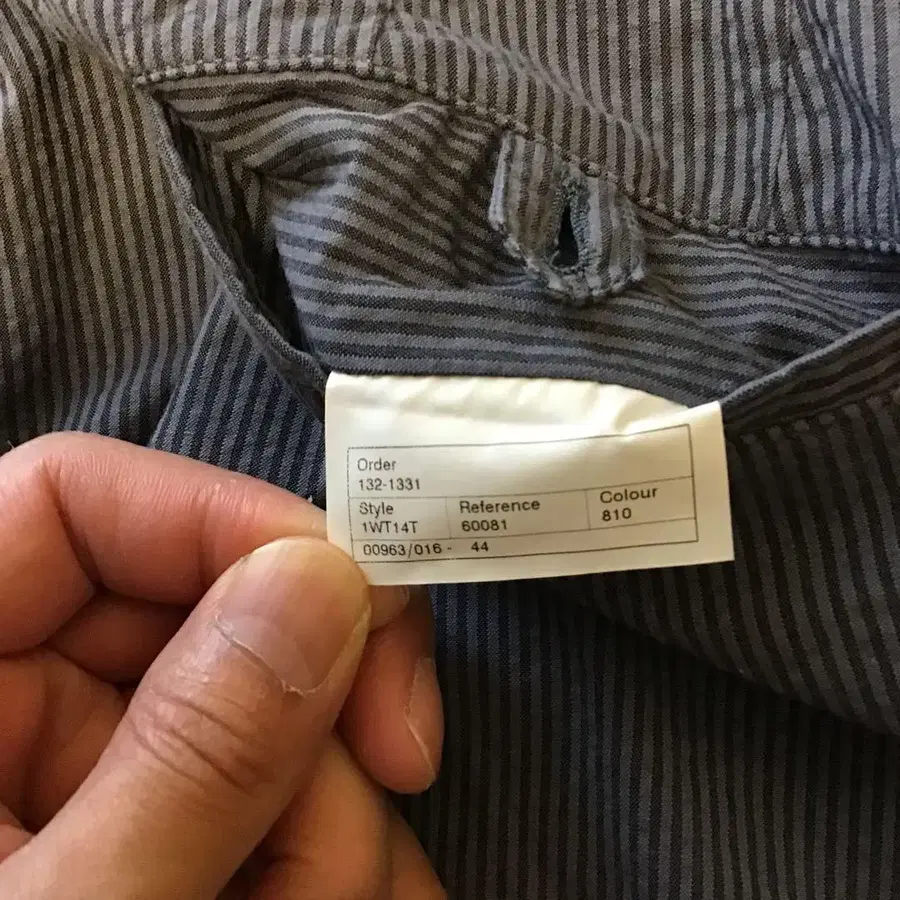 Order
132-1331
Style Reference Colour
1WT14T 60081 810
00963/016 - 44